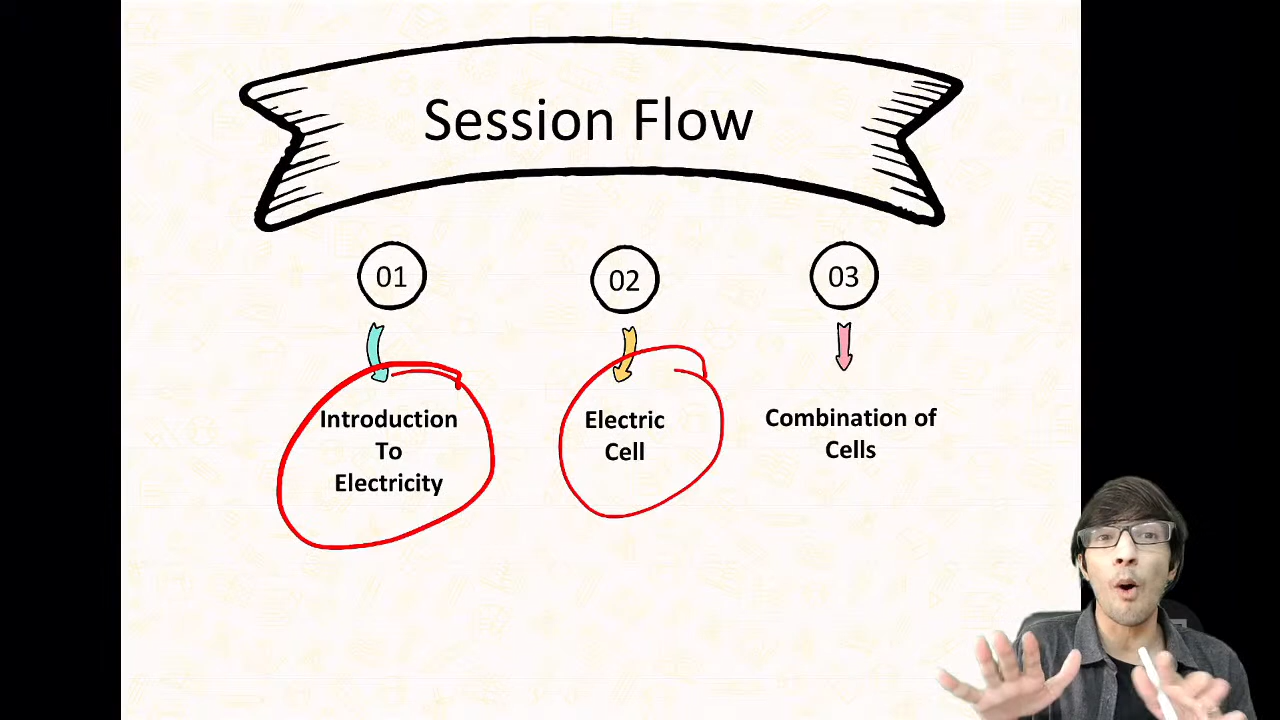 Session Flow
01
02
03
Introduction
To
Electricity
Electric
Cell
Combination of
Cells